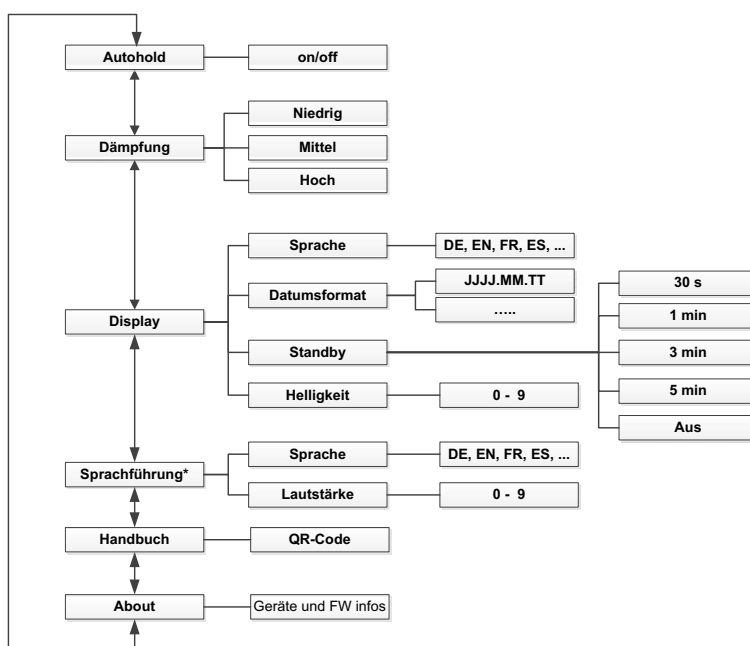 Autohold
on/off
Dämpfung
Niedrig
Mittel
Hoch
Display
Sprache
DE, EN, FR, ES, ...
Datumsformat
JJJJ.MM.TT
.....
Standby
30 s
1 min
3 min
5 min
Aus
Helligkeit
0 - 9
Sprachführung*
Sprache
DE, EN, FR, ES, ...
Lautstärke
0 - 9
Handbuch
QR-Code
About
Geräte und FW infos